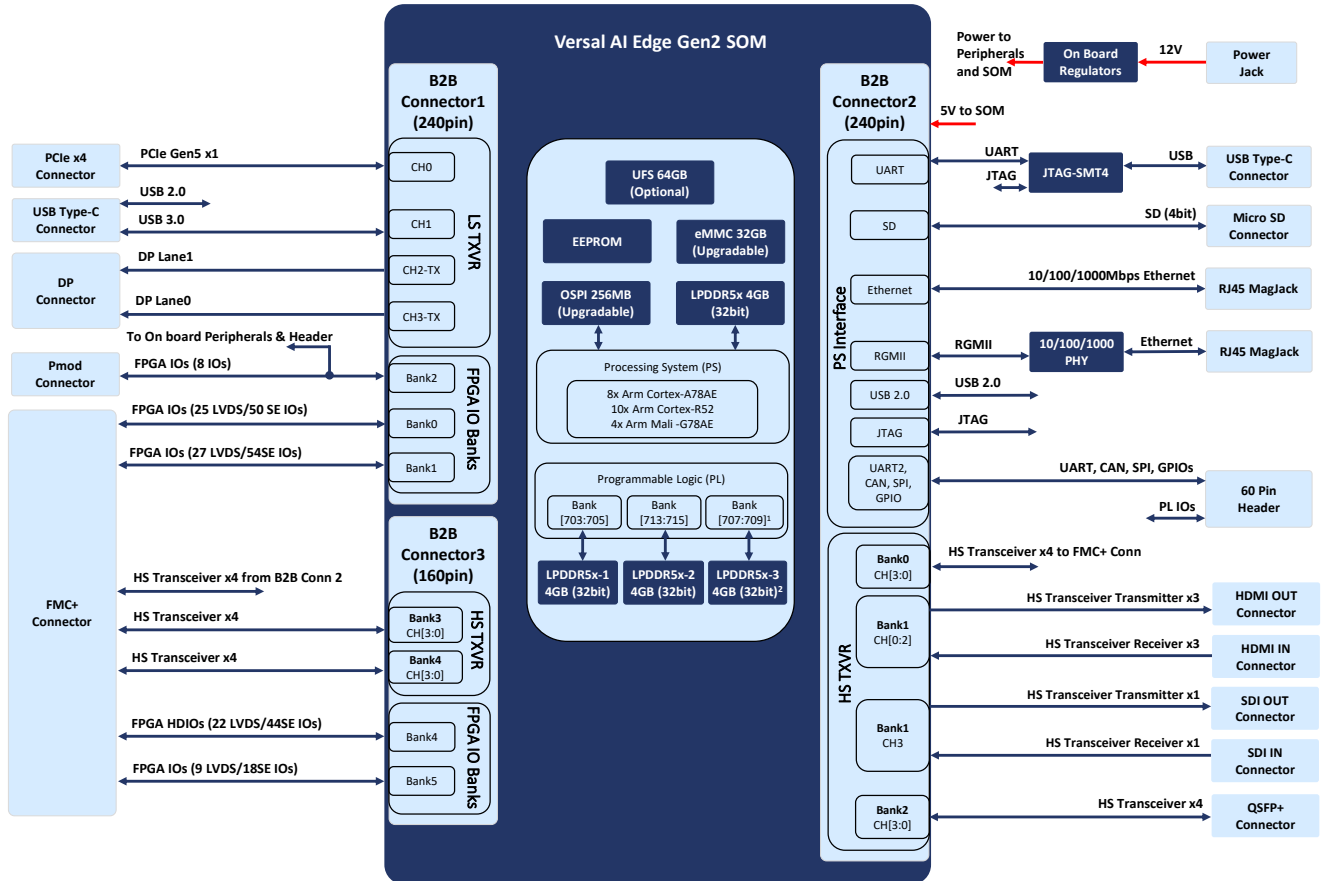 Versal AI Edge Gen2 SOM
B2B
Connector1
(240pin)
PCIe x4
Connector
PCIe Gen5 x1
CH0
USB Type-C
Connector
USB 2.0
USB 3.0
CH1
DP
Connector
DP Lane1
CH2-TX
DP Lane0
CH3-TX
LS TXVR
To On board Peripherals & Header
Pmod
Connector
FPGA IOs (8 IOs)
Bank2
FPGA IOs (25 LVDS/50 SE IOs)
Bank0
FPGA IOs (27 LVDS/54SE IOs)
Bank1
FPGA IO Banks
FMC+
Connector
B2B
Connector3
(160pin)
HS Transceiver x4 from B2B Conn 2
HS Transceiver x4
Bank3
CH[3:0]
HS Transceiver x4
Bank4
CH[3:0]
HS TXVR
FPGA HDIOs (22 LVDS/44SE IOs)
Bank4
FPGA IOs (9 LVDS/18SE IOs)
Bank5
FPGA IO Banks
UFS 64GB
(Optional)
EEPROM
eMMC 32GB
(Upgradable)
OSPI 256MB
(Upgradable)
LPDDR5x 4GB
(32bit)
Processing System (PS)
8x Arm Cortex-A78AE
10x Arm Cortex-R52
4x Arm Mali -G78AE
Programmable Logic (PL)
Bank
[703:705]
Bank
[713:715]
Bank
[707:709]1
LPDDR5x-1
4GB (32bit)
LPDDR5x-2
4GB (32bit)
LPDDR5x-3
4GB (32bit)2
B2B
Connector2
(240pin)
Power to
Peripherals
and SOM
On Board
Regulators
12V
Power
Jack
5V to SOM
PS Interface
UART
UART
JTAG
JTAG-SMT4
USB
USB Type-C
Connector
SD
SD (4bit)
Micro SD
Connector
Ethernet
10/100/1000Mbps Ethernet
RJ45 MagJack
RGMII
RGMII
10/100/1000
PHY
Ethernet
RJ45 MagJack
USB 2.0
USB 2.0
JTAG
JTAG
UART2,
CAN, SPI,
GPIO
UART, CAN, SPI, GPIOs
PL IOs
60 Pin
Header
HS TXVR
Bank0
CH[3:0]
HS Transceiver x4 to FMC+ Conn
Bank1
CH[0:2]
HS Transceiver Transmitter x3
HDMI OUT
Connector
HS Transceiver Receiver x3
HDMI IN
Connector
Bank1
CH3
HS Transceiver Transmitter x1
SDI OUT
Connector
HS Transceiver Receiver x1
SDI IN
Connector
Bank2
CH[3:0]
HS Transceiver x4
QSFP+
Connector